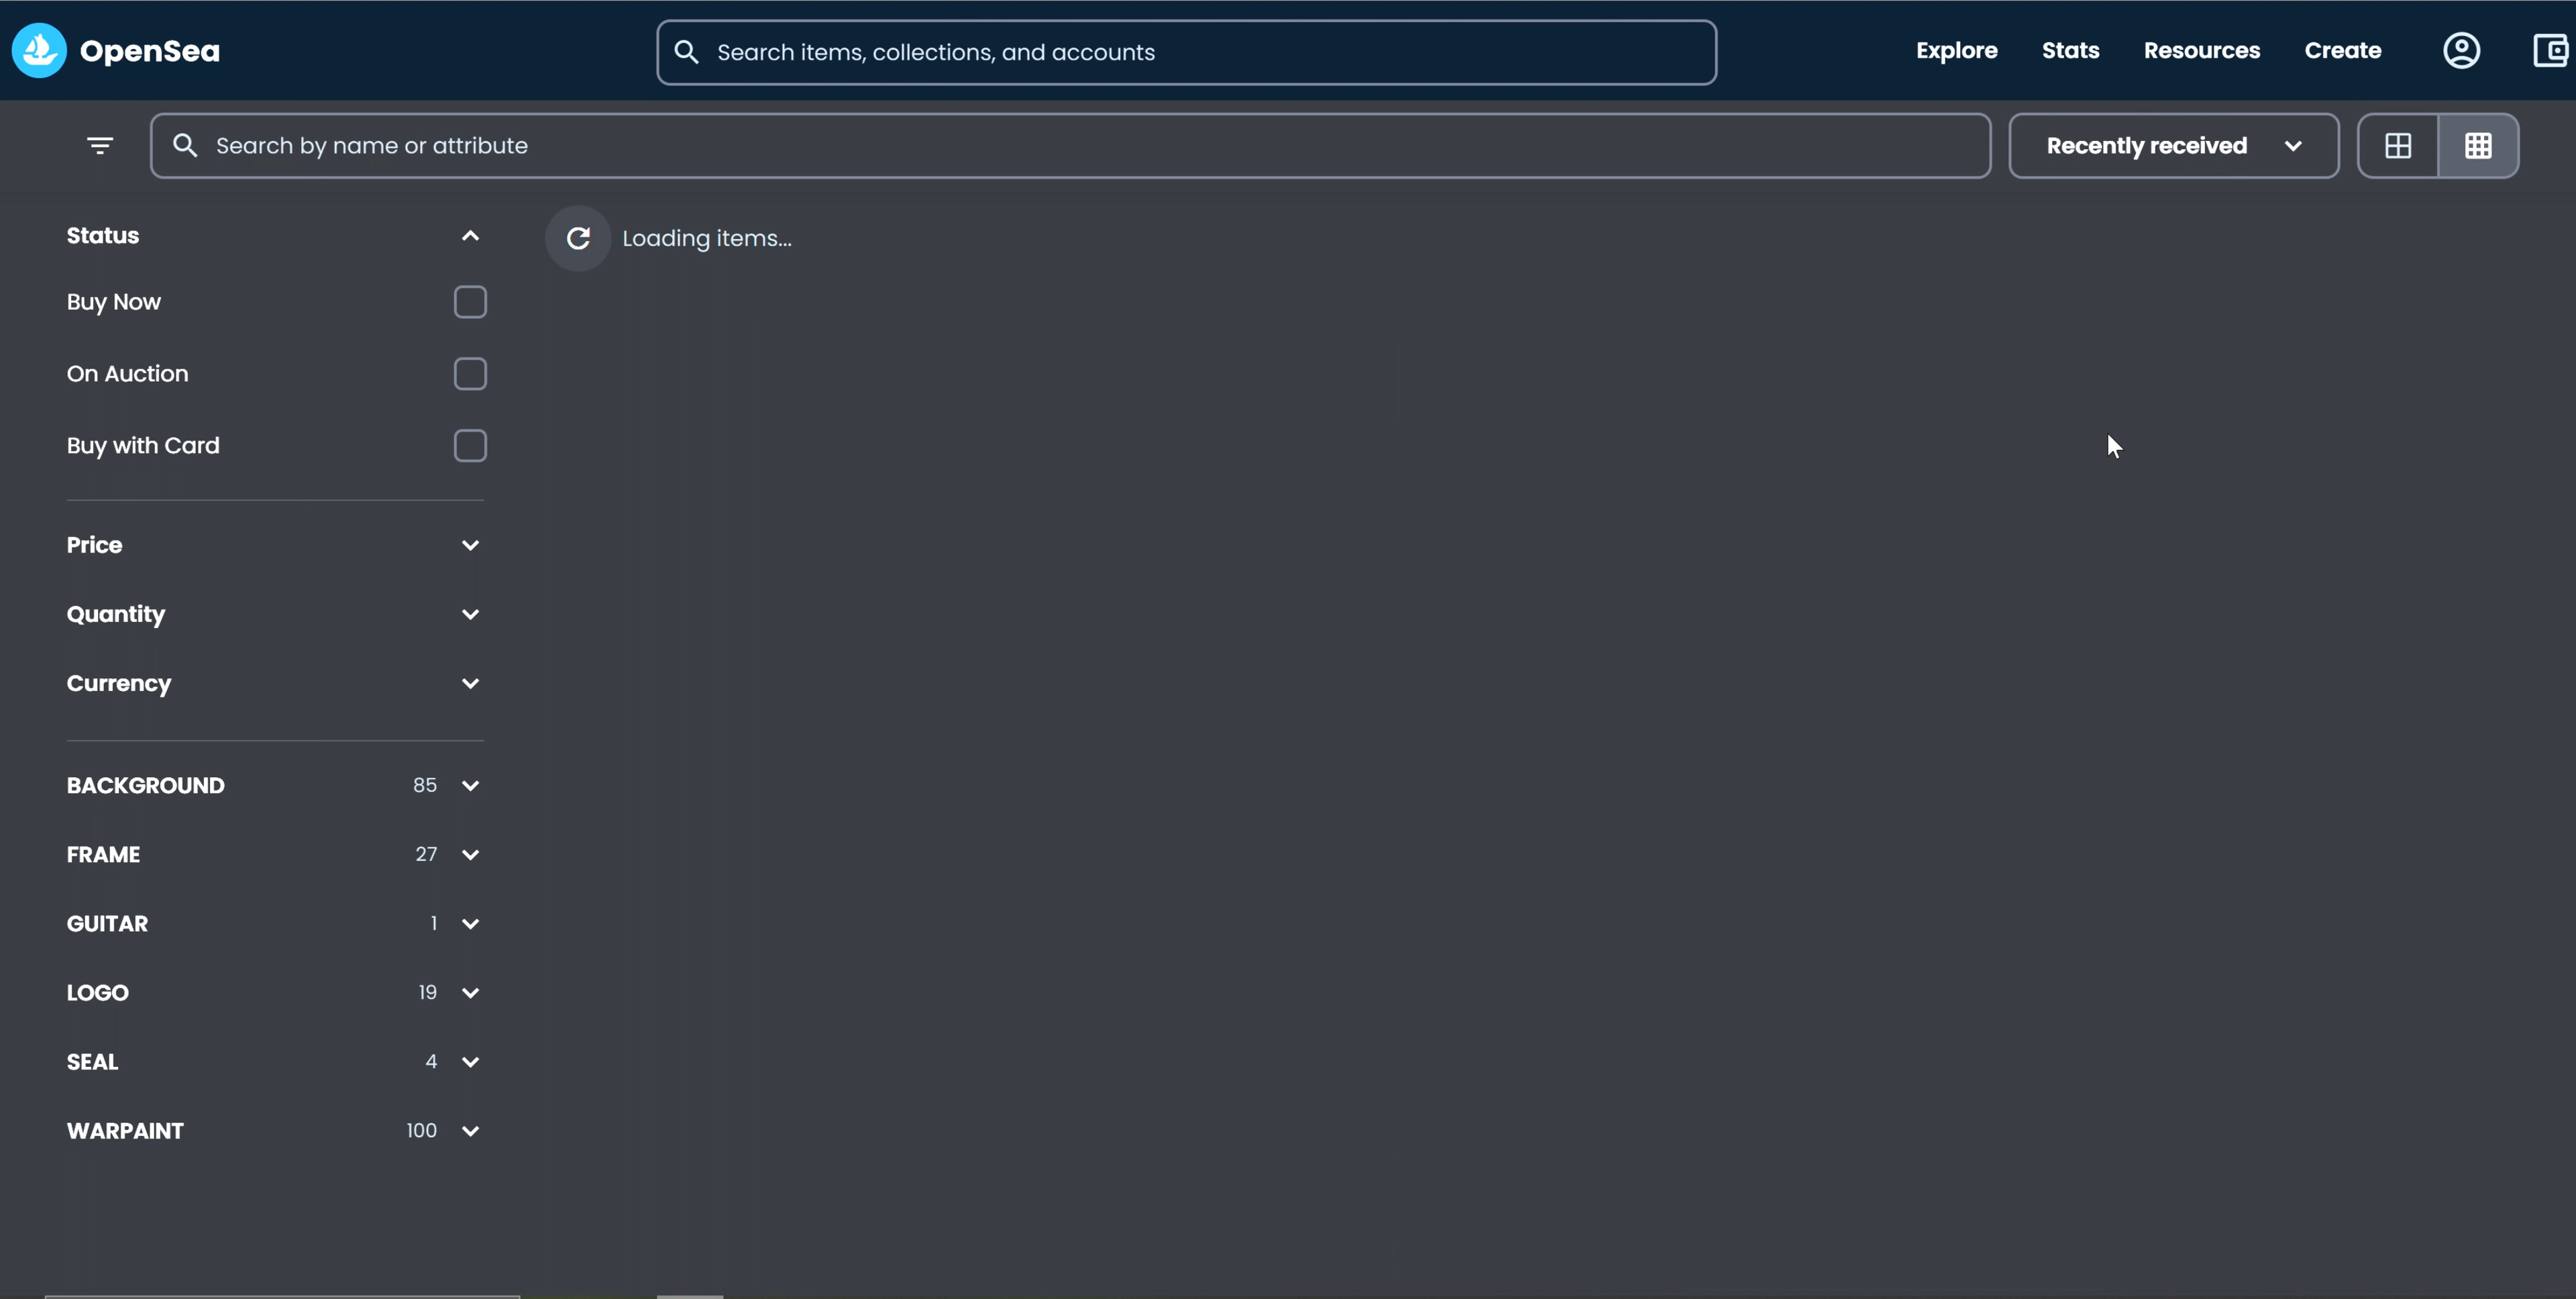 OpenSea
Search items, collections, and accounts
Explore Stats Resources Create
Search by name or attribute
Recently received
Status
Loading items...
Buy Now
On Auction
Buy with Card
Price
Quantity
Currency
BACKGROUND 85
FRAME 27
GUITAR 1
LOGO 19
SEAL 4
WARPAINT 100